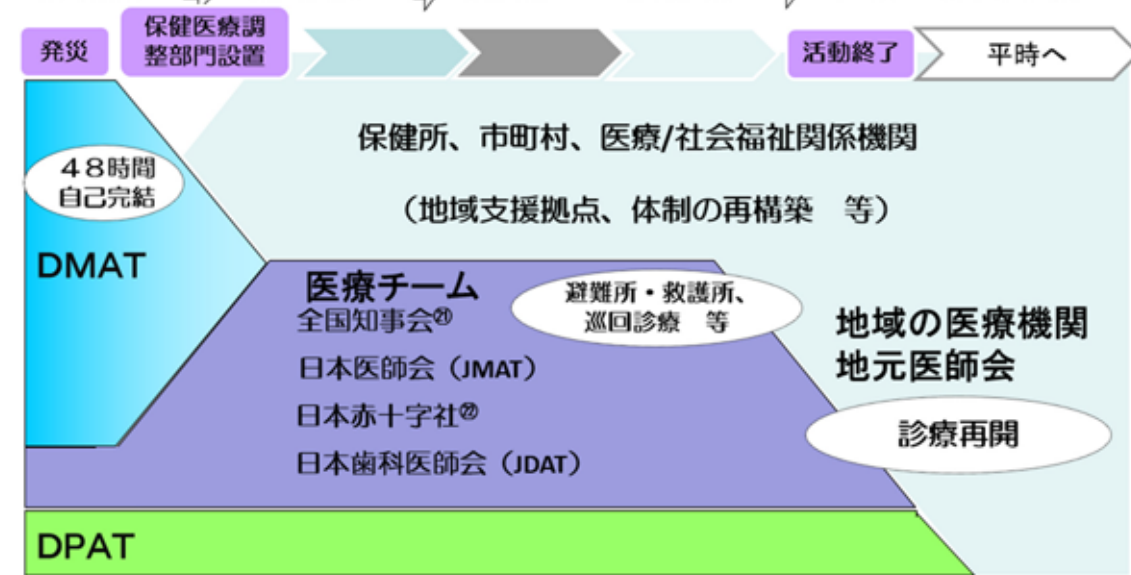 発災
保健医療調
整部門設置
活動終了
平時へ
保健所、市町村、医療/社会福祉関係機関
（地域支援拠点、体制の再構築　等）
４８時間
自己完結
DMAT
医療チーム
全国知事会㉑
日本医師会（JMAT）
日本赤十字社㉒
日本歯科医師会（JDAT）
避難所・救護所、
巡回診療　等
地域の医療機関
地元医師会
診療再開
DPAT